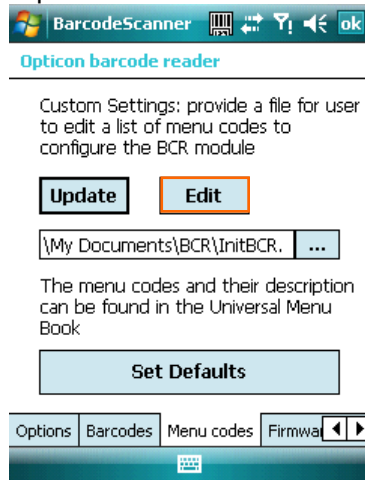 BarcodeScanner ok
Opticon barcode reader
Custom Settings: provide a file for user
to edit a list of menu codes to
configure the BCR module
Update Edit
\My Documents\BCR\InitBCR. ...
The menu codes and their description
can be found in the Universal Menu
Book
Set Defaults
Options Barcodes Menu codes Firmwa